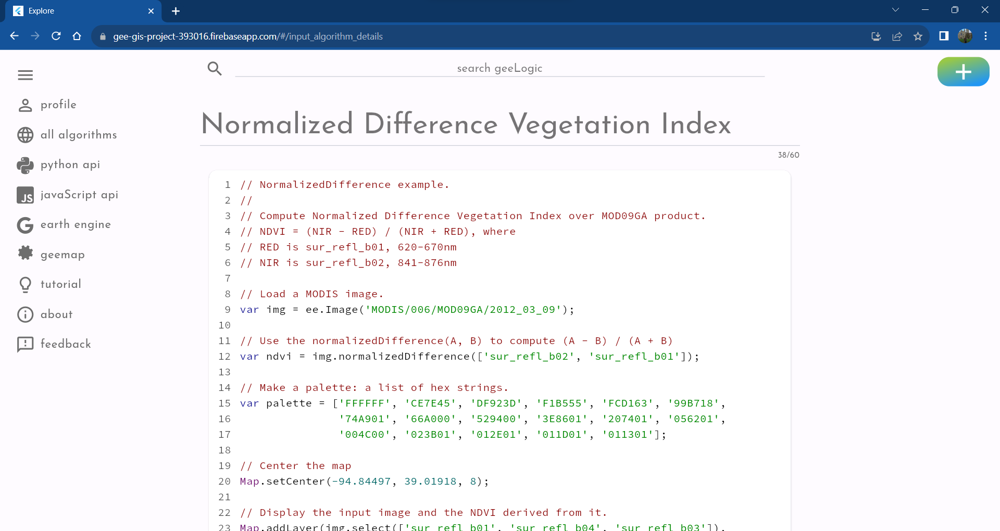 Explore
gee-gis-project-393016.firebaseapp.com/#/input_algorithm_details
search geeLogic
profile
all algorithms
python api
JS javaScript api
earth engine
geemap
tutorial
about
feedback
Normalized Difference Vegetation Index
38/60
1 // NormalizedDifference example.
2 //
3 // Compute Normalized Difference Vegetation Index over MOD09GA product.
4 // NDVI = (NIR - RED) / (NIR + RED), where
5 // RED is sur_refl_b01, 620-670nm
6 // NIR is sur_refl_b02, 841-876nm
7
8 // Load a MODIS image.
9 var img = ee.Image('MODIS/006/MOD09GA/2012_03_09');
10
11 // Use the normalizedDifference(A, B) to compute (A - B) / (A + B)
12 var ndvi = img.normalizedDifference(['sur_refl_b02', 'sur_refl_b01']);
13
14 // Make a palette: a list of hex strings.
15 var palette = ['FFFFFF', 'CE7E45', 'DF923D', 'F1B555', 'FCD163', '99B718',
16 '74A901', '66A000', '529400', '3E8601', '207401', '056201',
17 '004C00', '023B01', '012E01', '011D01', '011301'];
18
19 // Center the map
20 Map.setCenter(-94.84497, 39.01918, 8);
21
22 // Display the input image and the NDVI derived from it.
23 Map.addLayer(img.select(['sur_refl_b01', 'sur_refl_b04', 'sur_refl_b03']),